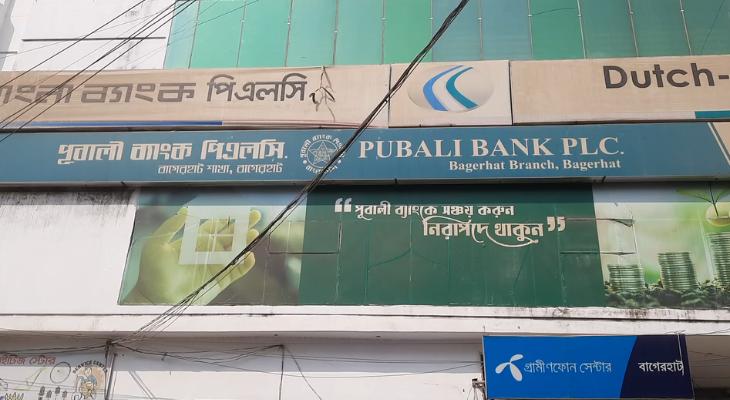 বাংলা ব্যাংক পিএলসি.
Dutch-
পূবালী ব্যাংক পিএলসি.
বাগেরহাট শাখা, বাগেরহাট
PUBALI BANK PLC.
Bagerhat Branch, Bagerhat
“পূবালী ব্যাংকে সঞ্চয় করুন
নিরাপদে থাকুন”
গ্রামীণফোন সেন্টার
বাগেরহাট